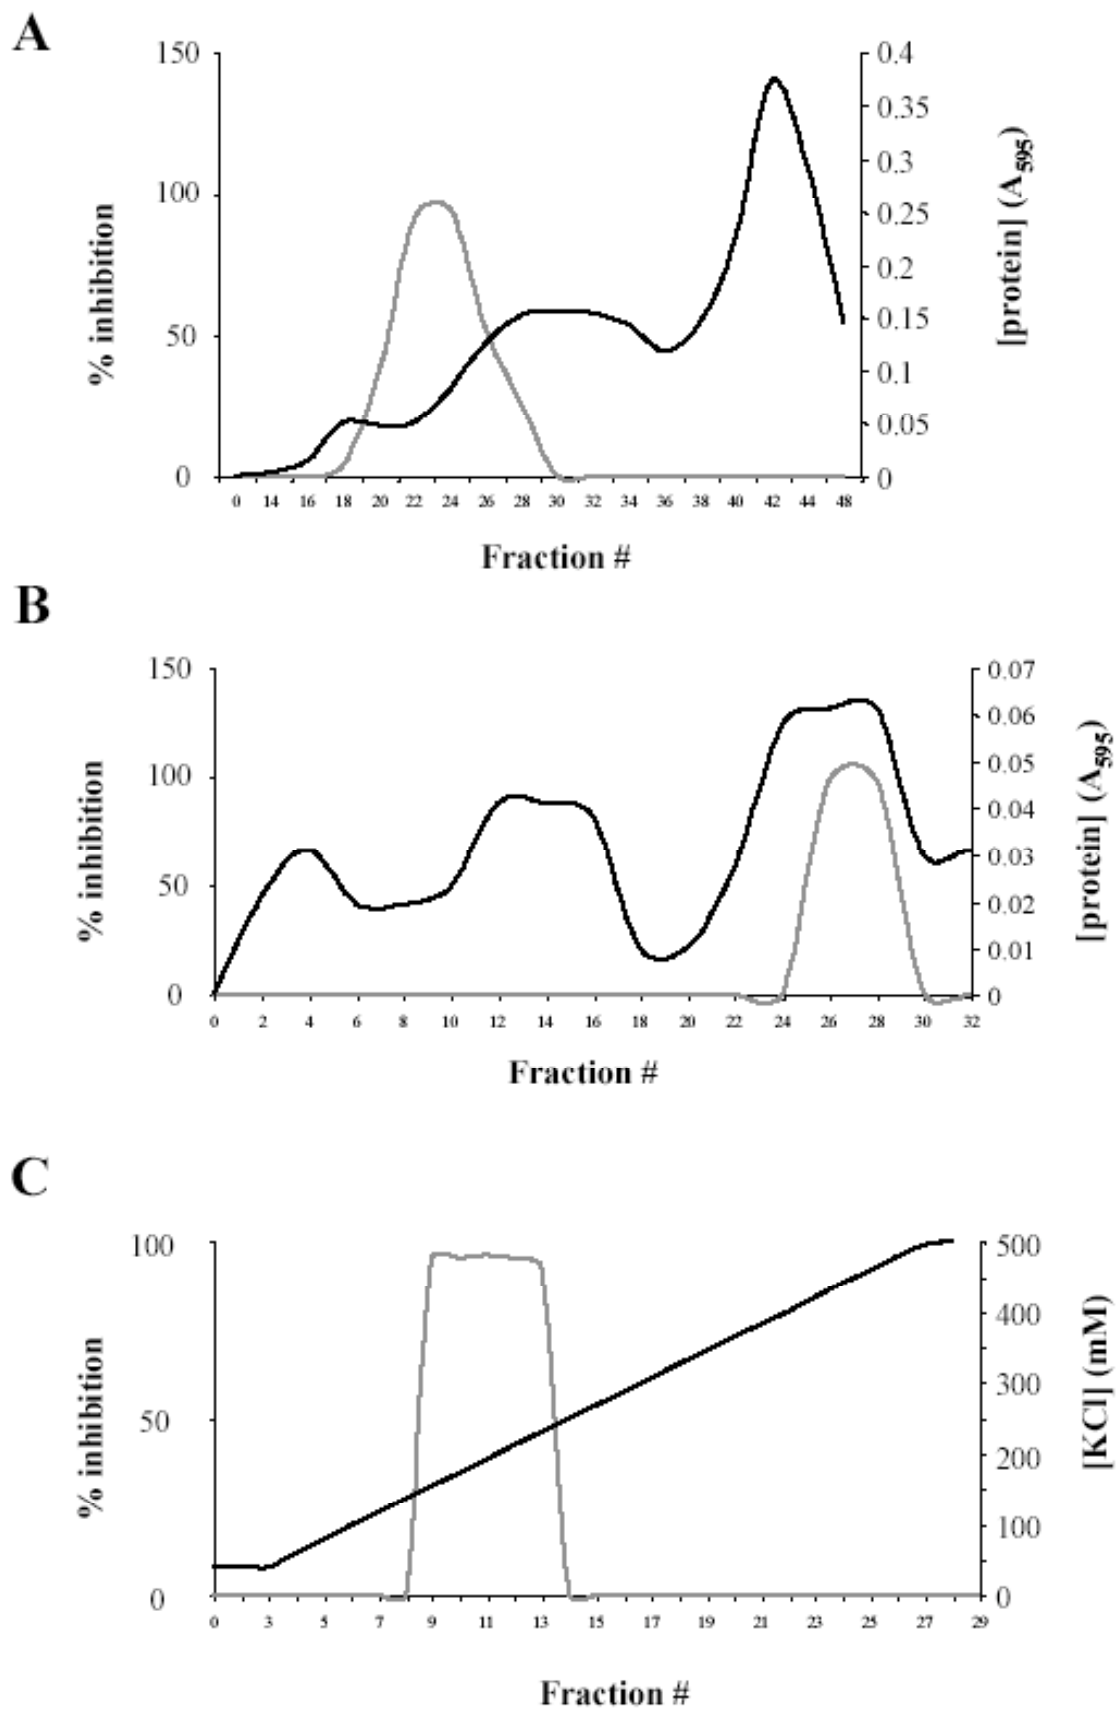 A
150
100
50
0
% inhibition
0.4
0.35
0.3
0.25
0.2
0.15
0.1
0.05
0
[protein] (A595)
0 14 16 18 20 22 24 26 28 30 32 34 36 38 40 42 44 48
Fraction #
B
150
100
50
0
% inhibition
0.07
0.06
0.05
0.04
0.03
0.02
0.01
0
[protein] (A595)
0 2 4 6 8 10 12 14 16 18 20 22 24 26 28 30 32
Fraction #
C
100
50
0
% inhibition
500
400
300
200
100
0
[KCl] (mM)
0 3 5 7 9 11 13 15 17 19 21 23 25 27 29
Fraction #